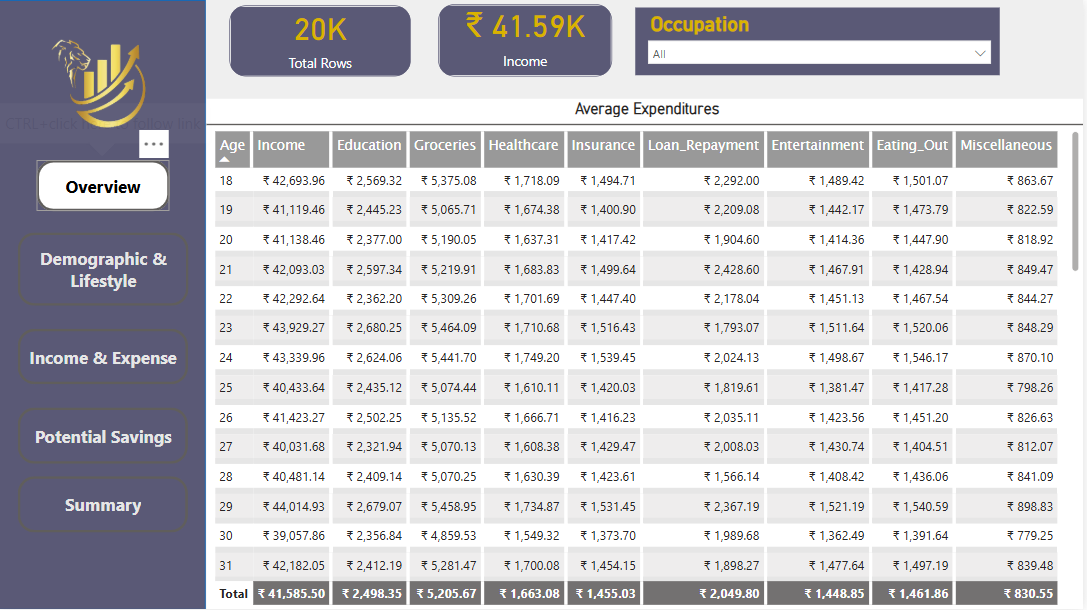 20K
Total Rows
₹ 41.59K
Income
Occupation
All
Overview
Demographic &
Lifestyle
Income & Expense
Potential Savings
Summary
Average Expenditures
Age Income Education Groceries Healthcare Insurance Loan_Repayment Entertainment Eating_Out Miscellaneous
18 ₹ 42,693.96 ₹ 2,569.32 ₹ 5,375.08 ₹ 1,718.09 ₹ 1,494.71 ₹ 2,292.00 ₹ 1,489.42 ₹ 1,501.07 ₹ 863.67
19 ₹ 41,119.46 ₹ 2,445.23 ₹ 5,065.71 ₹ 1,674.38 ₹ 1,400.90 ₹ 2,209.08 ₹ 1,442.17 ₹ 1,473.79 ₹ 822.59
20 ₹ 41,138.46 ₹ 2,377.00 ₹ 5,190.05 ₹ 1,637.31 ₹ 1,417.42 ₹ 1,904.60 ₹ 1,414.36 ₹ 1,447.90 ₹ 818.92
21 ₹ 42,093.03 ₹ 2,597.34 ₹ 5,219.91 ₹ 1,683.83 ₹ 1,499.64 ₹ 2,428.60 ₹ 1,467.91 ₹ 1,428.94 ₹ 849.47
22 ₹ 42,292.64 ₹ 2,362.20 ₹ 5,309.26 ₹ 1,701.69 ₹ 1,447.40 ₹ 2,178.04 ₹ 1,451.13 ₹ 1,467.54 ₹ 844.27
23 ₹ 43,929.27 ₹ 2,680.25 ₹ 5,464.09 ₹ 1,710.68 ₹ 1,516.43 ₹ 1,793.07 ₹ 1,511.64 ₹ 1,520.06 ₹ 848.29
24 ₹ 43,339.96 ₹ 2,624.06 ₹ 5,441.70 ₹ 1,749.20 ₹ 1,539.45 ₹ 2,024.13 ₹ 1,498.67 ₹ 1,546.17 ₹ 870.10
25 ₹ 40,433.64 ₹ 2,435.12 ₹ 5,074.44 ₹ 1,610.11 ₹ 1,420.03 ₹ 1,819.61 ₹ 1,381.47 ₹ 1,417.28 ₹ 798.26
26 ₹ 41,423.27 ₹ 2,502.25 ₹ 5,135.52 ₹ 1,666.71 ₹ 1,416.23 ₹ 2,035.11 ₹ 1,423.56 ₹ 1,451.20 ₹ 826.63
27 ₹ 40,031.68 ₹ 2,321.94 ₹ 5,070.13 ₹ 1,608.38 ₹ 1,429.47 ₹ 2,008.03 ₹ 1,430.74 ₹ 1,404.51 ₹ 812.07
28 ₹ 40,481.14 ₹ 2,409.14 ₹ 5,070.25 ₹ 1,630.39 ₹ 1,423.61 ₹ 1,566.14 ₹ 1,408.42 ₹ 1,436.06 ₹ 841.09
29 ₹ 44,014.93 ₹ 2,679.07 ₹ 5,458.95 ₹ 1,734.87 ₹ 1,531.45 ₹ 2,367.19 ₹ 1,521.19 ₹ 1,540.59 ₹ 898.83
30 ₹ 39,057.86 ₹ 2,356.84 ₹ 4,859.53 ₹ 1,549.32 ₹ 1,373.70 ₹ 1,989.68 ₹ 1,362.49 ₹ 1,391.64 ₹ 779.25
31 ₹ 42,182.05 ₹ 2,412.19 ₹ 5,281.47 ₹ 1,700.08 ₹ 1,454.15 ₹ 1,898.27 ₹ 1,477.64 ₹ 1,497.19 ₹ 839.48
Total ₹ 41,585.50 ₹ 2,498.35 ₹ 5,205.67 ₹ 1,663.08 ₹ 1,455.03 ₹ 2,049.80 ₹ 1,448.85 ₹ 1,461.86 ₹ 830.55